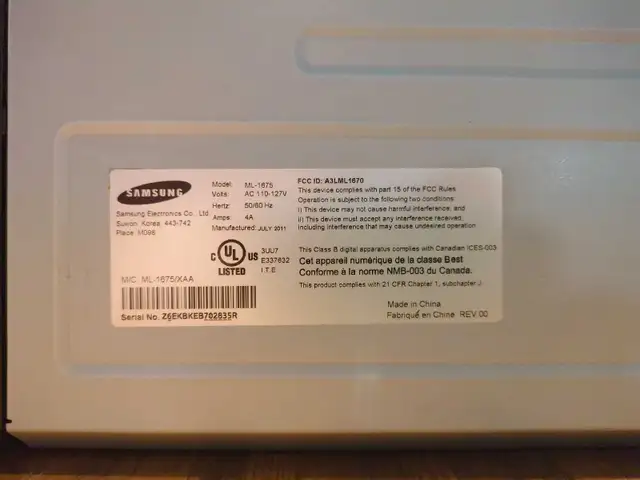 SAMSUNG
Samsung Electronics Co. Ltd.
Suwon. Korea. 443-742
Place: M098
Model: ML-1675
Volts: AC 110-127V
Hertz: 50/60 Hz
Amps: 4A
Manufactured: JULY 2011
C UL US
LISTED
3UU7
E337632
I.T.E
M/C ML-1675/XAA
Serial No. Z6EKBKEB702635R
FCC ID: A3LML1670
This device complies with part 15 of the FCC Rules
Operation is subject to the following two conditions:
i) This device may not cause harmful interference, and
ii) This device must accept any interference received,
including interference that may cause undesired operation
This Class B digital apparatus complies with Canadian ICES-003
Cet appareil numérique de la classe Best
Conforme à la norme NMB-003 du Canada.
This product complies with 21 CFR Chapter 1, subchapter J
Made in China
Fabriqué en Chine REV.00